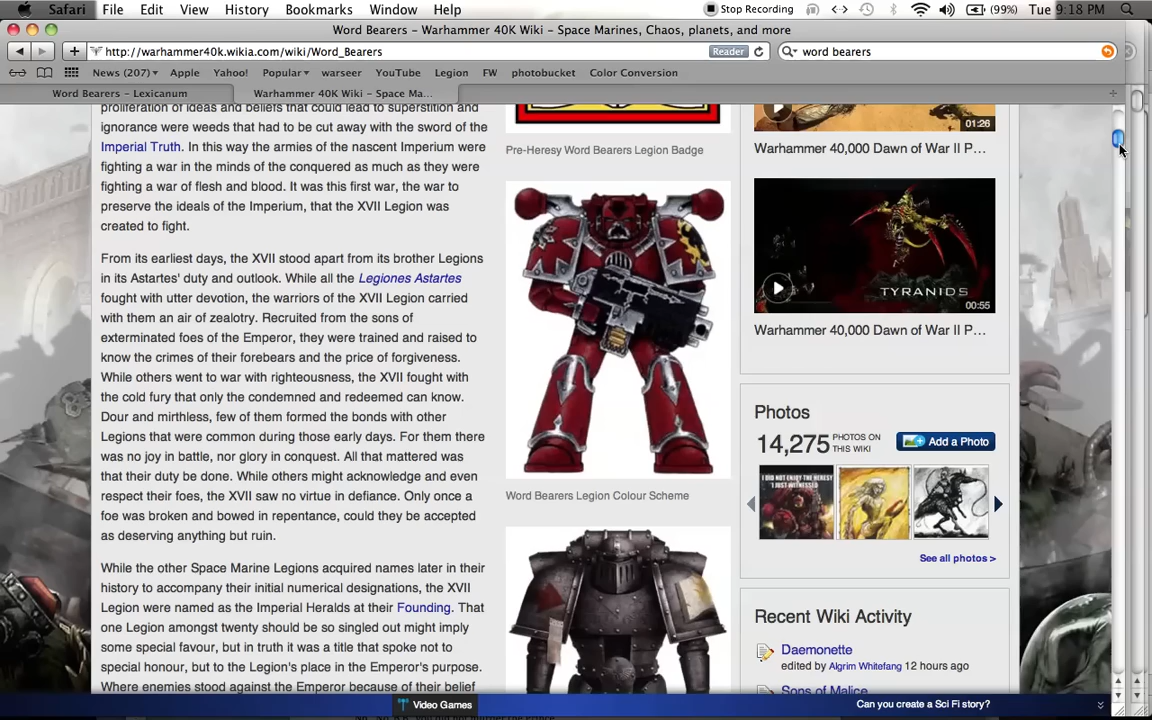 Safari File Edit View History Bookmarks Window Help Stop Recording (99%) Tue 9:18 PM
Word Bearers – Warhammer 40K Wiki – Space Marines, Chaos, planets, and more
http://warhammer40k.wikia.com/wiki/Word_Bearers Reader word bearers
News (207) Apple Yahoo! Popular warseer YouTube Legion FW photobucket Color Conversion
Word Bearers – Lexicanum Warhammer 40K Wiki – Space Ma...
proliferation of ideas and beliefs that could lead to superstition and
ignorance were weeds that had to be cut away with the sword of the
Imperial Truth. In this way the armies of the nascent Imperium were
fighting a war in the minds of the conquered as much as they were
fighting a war of flesh and blood. It was this first war, the war to
preserve the ideals of the Imperium, that the XVII Legion was
created to fight.
From its earliest days, the XVII stood apart from its brother Legions
in its Astartes' duty and outlook. While all the Legiones Astartes
fought with utter devotion, the warriors of the XVII Legion carried
with them an air of zealotry. Recruited from the sons of
exterminated foes of the Emperor, they were trained and raised to
know the crimes of their forebears and the price of forgiveness.
While others went to war with righteousness, the XVII fought with
the cold fury that only the condemned and redeemed can know.
Dour and mirthless, few of them formed the bonds with other
Legions that were common during those early days. For them there
was no joy in battle, nor glory in conquest. All that mattered was
that their duty be done. While others might acknowledge and even
respect their foes, the XVII saw no virtue in defiance. Only once a
foe was broken and bowed in repentance, could they be accepted
as deserving anything but ruin.
While the other Space Marine Legions acquired names later in their
history to accompany their initial numerical designations, the XVII
Legion were named as the Imperial Heralds at their Founding. That
one Legion amongst twenty should be so singled out might imply
some special favour, but in truth it was a title that spoke not to
special honour, but to the Legion's place in the Emperor's purpose.
Where enemies stood against the Emperor because of their belief
Pre-Heresy Word Bearers Legion Badge
Word Bearers Legion Colour Scheme
01:26
Warhammer 40,000 Dawn of War II P...
TYRANIDS
00:55
Warhammer 40,000 Dawn of War II P...
Photos
14,275 PHOTOS ON THIS WIKI Add a Photo
I DID NOT ENJOY THE HERESY
I JUST WITNESSED
See all photos >
Recent Wiki Activity
Daemonette
edited by Algrim Whitefang 12 hours ago
Sons of Malice
Video Games Can you create a Sci Fi story?